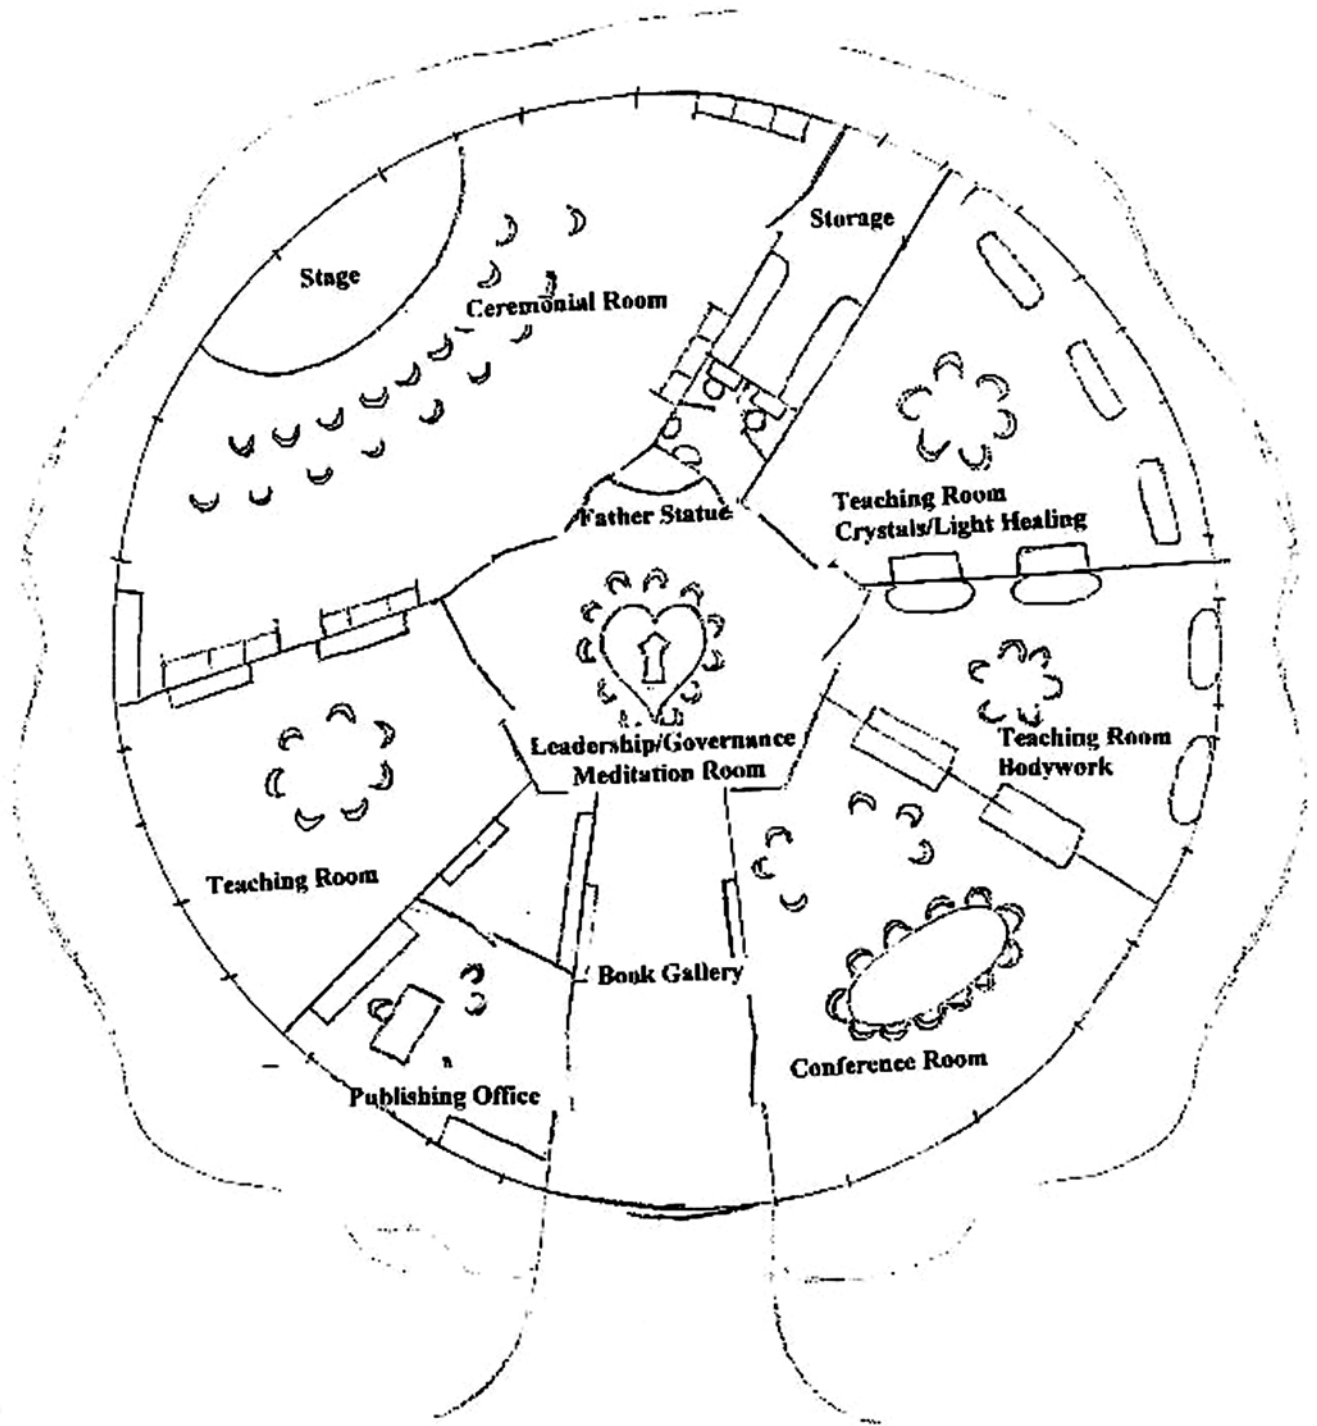 Storage
Stage
Ceremonial Room
Teaching Room
Crystals/Light Healing
Father Statue
Leadership/Governance
Meditation Room
Teaching Room
Bodywork
Teaching Room
Book Gallery
Conference Room
Publishing Office